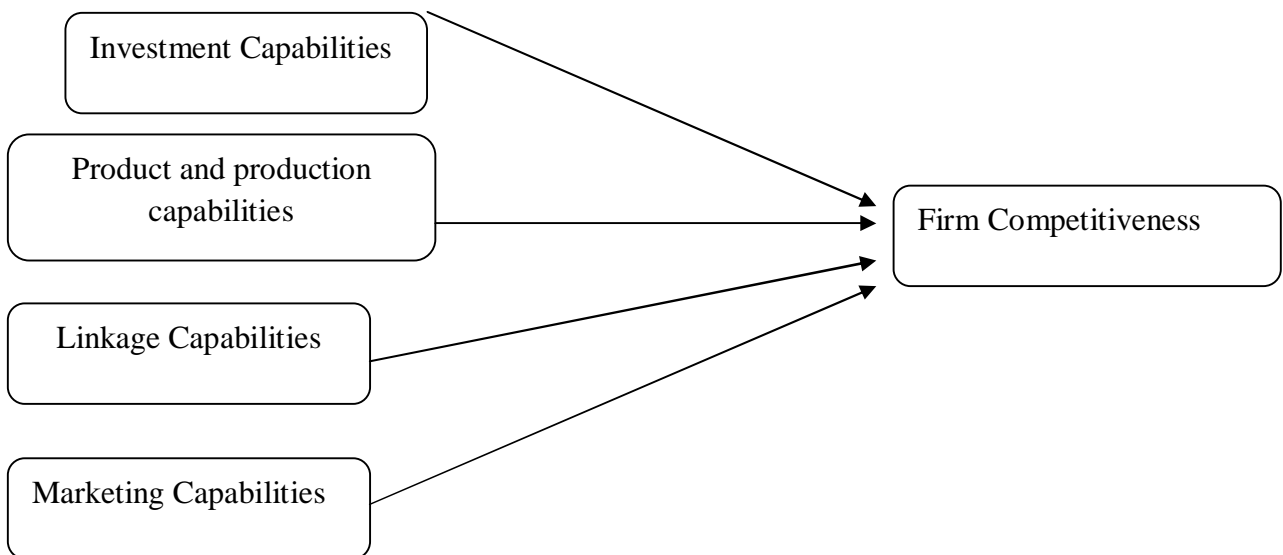 Investment Capabilities
Product and production
capabilities
Firm Competitiveness
Linkage Capabilities
Marketing Capabilities